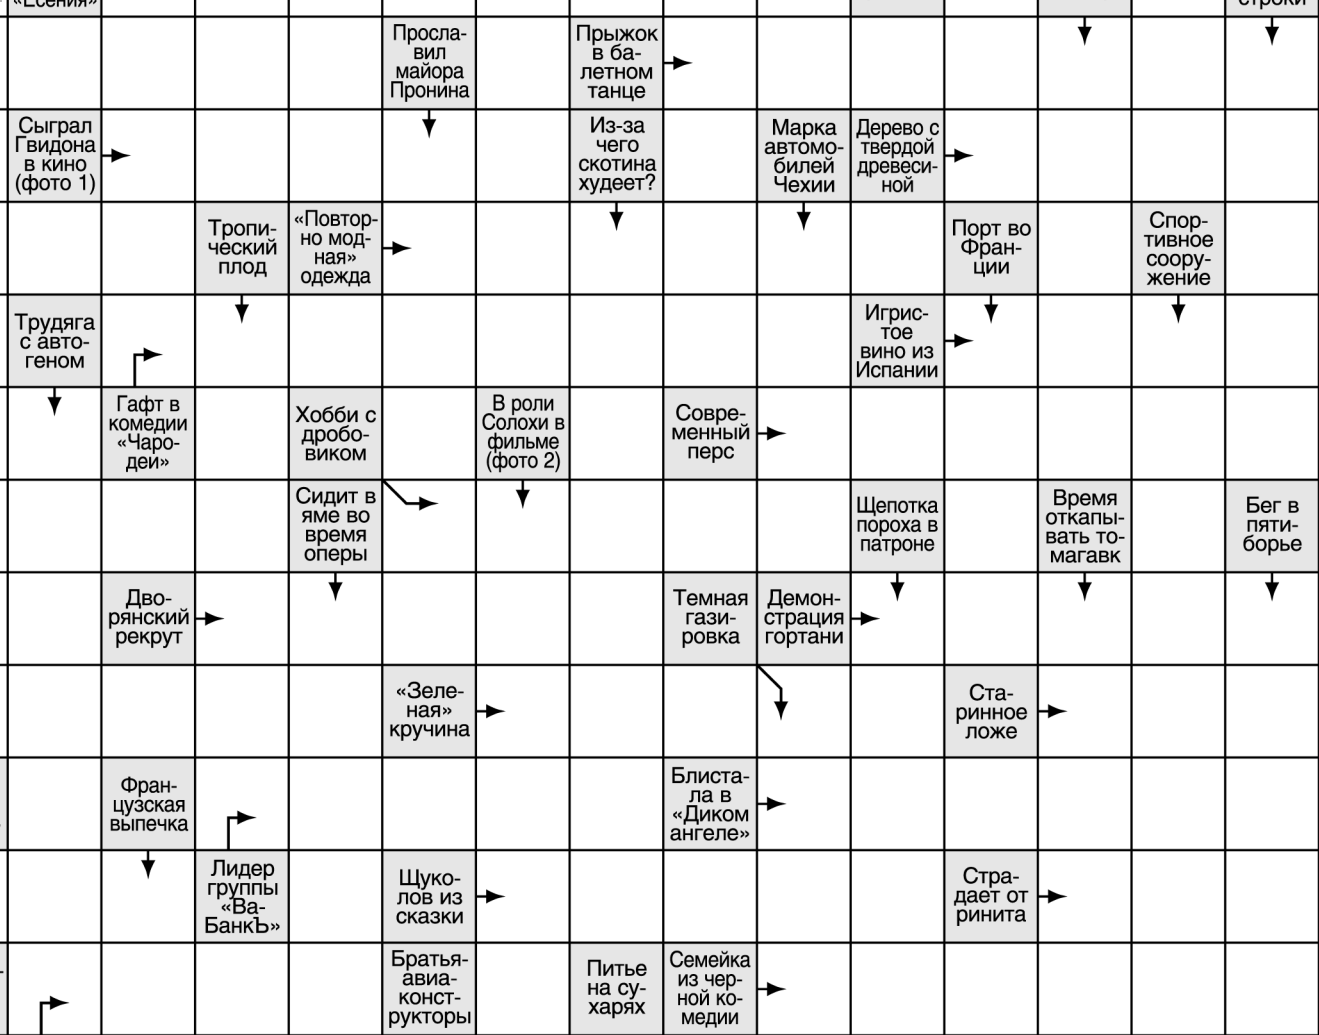 «Есения»
строки
Просла-
вил
майора
Пронина
Прыжок
в ба-
летном
танце
Сыграл
Гвидона
в кино
(фото 1)
Из-за
чего
скотина
худеет?
Марка
автомо-
билей
Чехии
Дерево с
твердой
древеси-
ной
Тропи-
ческий
плод
«Повтор-
но мод-
ная»
одежда
Порт во
Фран-
ции
Спор-
тивное
соору-
жение
Трудяга
с авто-
геном
Игрис-
тое
вино из
Испании
Гафт в
комедии
«Чаро-
деи»
Хобби с
дробо-
виком
В роли
Солохи в
фильме
(фото 2)
Совре-
менный
перс
Сидит в
яме во
время
оперы
Щепотка
пороха в
патроне
Время
откапы-
вать то-
магавк
Бег в
пяти-
борье
Дво-
рянский
рекрут
Темная
гази-
ровка
Демон-
страция
гортани
«Зеле-
ная»
кручина
Ста-
ринное
ложе
Фран-
цузская
выпечка
Блиста-
ла в
«Диком
ангеле»
Лидер
группы
«Ва-
БанкЪ»
Щуко-
лов из
сказки
Стра-
дает от
ринита
Братья-
авиа-
конст-
рукторы
Питье
на су-
харях
Семейка
из чер-
ной ко-
медии